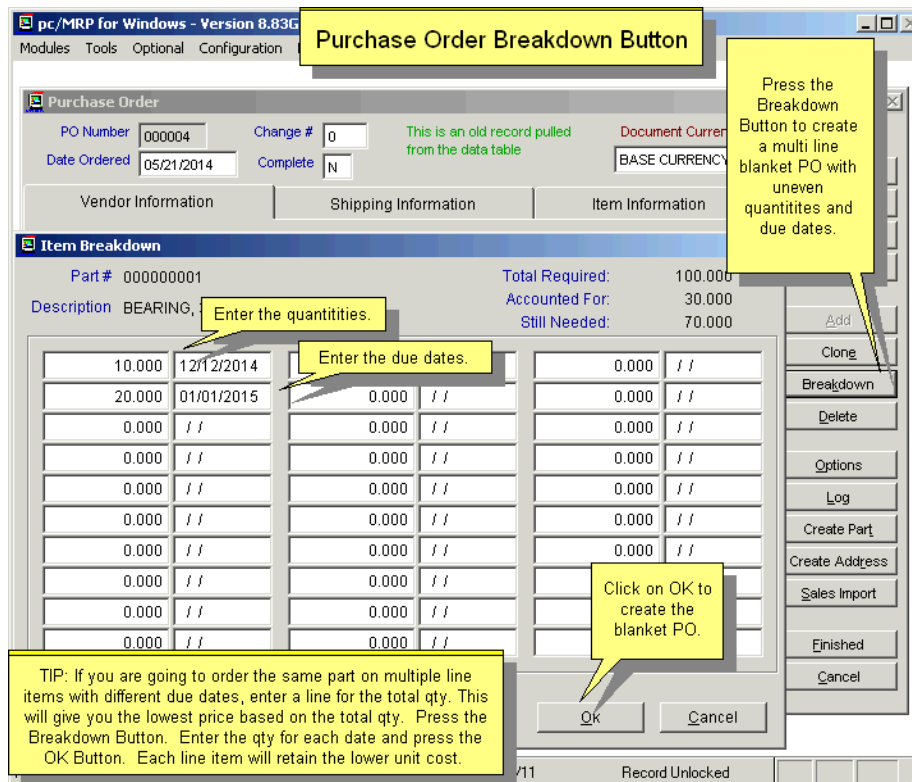 pc/MRP for Windows - Version 8.83G
Purchase Order Breakdown Button
Modules Tools Optional Configuration
Press the
Breakdown
Button to create
a multi line
blanket PO with
uneven
quantitites and
due dates.
Purchase Order
PO Number 000004 Change # 0 This is an old record pulled Document Curren
from the data table
Date Ordered 05/21/2014 Complete N BASE CURRENCY
Vendor Information Shipping Information Item Information
Item Breakdown
Part # 000000001 Total Required: 100.000
Description BEARING, Accounted For: 30.000
Still Needed: 70.000
Enter the quantitities.
Enter the due dates.
10.000 12/12/2014 0.000 / /
20.000 01/01/2015 0.000 / / 0.000 / /
0.000 / / 0.000 / / 0.000 / /
0.000 / / 0.000 / / 0.000 / /
0.000 / / 0.000 / / 0.000 / /
0.000 / / 0.000 / / 0.000 / /
0.000 / / 0.000 / / 0.000 / /
0.000 / / 0.000 / /
0.000 / / 0.000 / /
0.000 / / 0.000 / /
Click on OK to
create the
blanket PO.
Ok Cancel
Add
Clone
Breakdown
Delete
Options
Log
Create Part
Create Address
Sales Import
Finished
Cancel
TIP: If you are going to order the same part on multiple line
items with different due dates, enter a line for the total qty. This
will give you the lowest price based on the total qty. Press the
Breakdown Button. Enter the qty for each date and press the
OK Button. Each line item will retain the lower unit cost.
/11 Record Unlocked